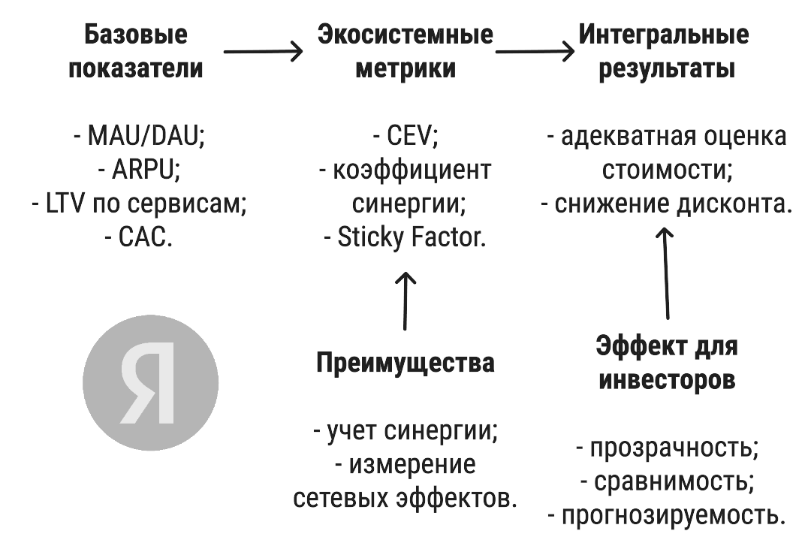 Базовые
показатели
- MAU/DAU;
- ARPU;
- LTV по сервисам;
- CAC.
Экосистемные
метрики
- CEV;
- коэффициент
синергии;
- Sticky Factor.
Интегральные
результаты
- адекватная оценка
стоимости;
- снижение дисконта.
Я
Преимущества
- учет синергии;
- измерение
сетевых эффектов.
Эффект для
инвесторов
- прозрачность;
- сравнимость;
- прогнозируемость.